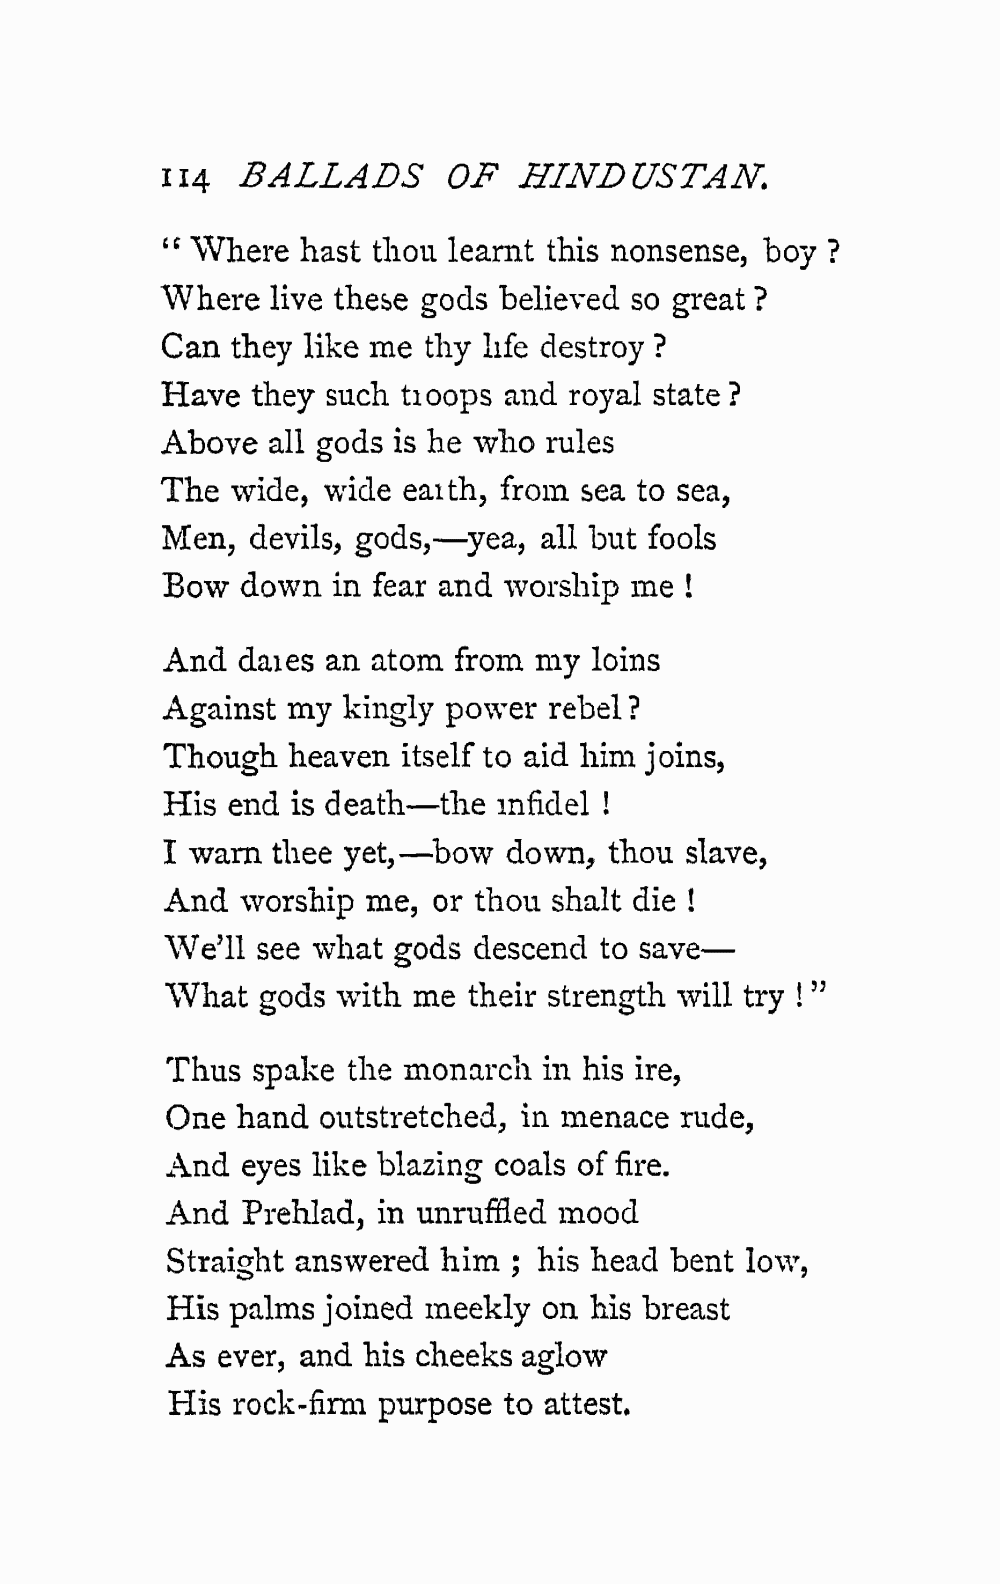 114 BALLADS OF HINDUSTAN.
“Where hast thou learnt this nonsense, boy ?
Where live these gods believed so great ?
Can they like me thy life destroy ?
Have they such troops and royal state ?
Above all gods is he who rules
The wide, wide earth, from sea to sea,
Men, devils, gods,—yea, all but fools
Bow down in fear and worship me !
And dares an atom from my loins
Against my kingly power rebel ?
Though heaven itself to aid him joins,
His end is death—the infidel !
I warn thee yet,—bow down, thou slave,
And worship me, or thou shalt die !
We’ll see what gods descend to save—
What gods with me their strength will try !”
Thus spake the monarch in his ire,
One hand outstretched, in menace rude,
And eyes like blazing coals of fire.
And Prehlad, in unruffled mood
Straight answered him ; his head bent low,
His palms joined meekly on his breast
As ever, and his cheeks aglow
His rock-firm purpose to attest.